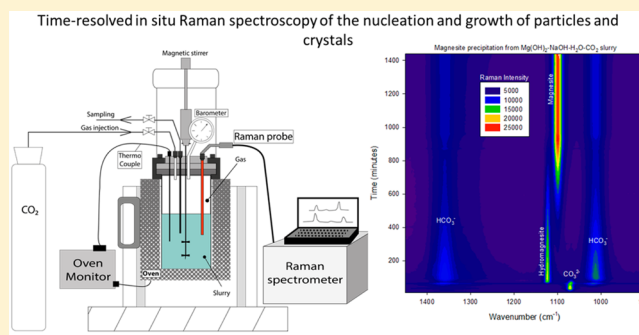 Time-resolved in situ Raman spectroscopy of the nucleation and growth of particles and
crystals
Magnetic stirrer
Sampling
Gas injection
Barometer
Raman probe
Thermo
Couple
Gas
CO₂
Oven
Monitor
Oven
Slurry
Raman
spectrometer
Magnesite precipitation from Mg(OH)₂-NaOH-H₂O-CO₂ slurry
Raman Intensity
5000
10000
15000
20000
25000
Magnesite
Hydromagnesite
HCO₃⁻
CO₃²⁻
HCO₃⁻
Time (minutes)
1400
1200
1000
800
600
400
200
1400 1300 1200 1100 1000
Wavenumber (cm⁻¹)